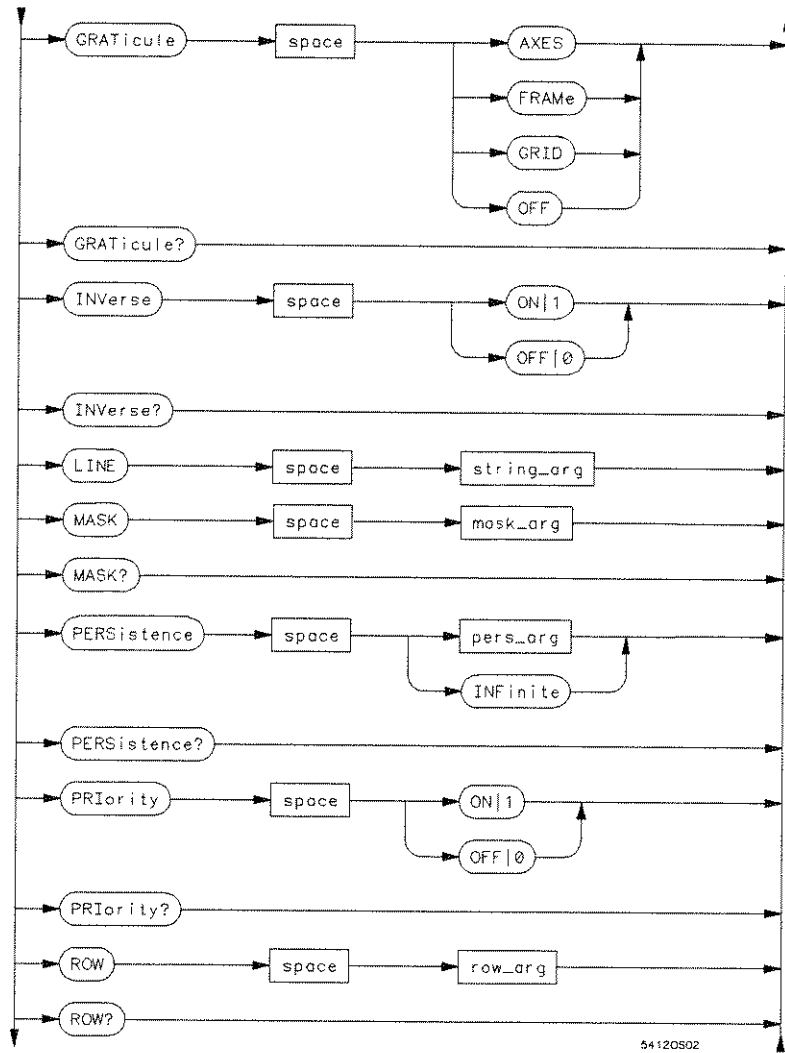 GRATicule space AXES
FRAMe
GRID
OFF
GRATicule?
INVerse space ON|1
OFF|0
INVerse?
LINE space string_arg
MASK space mask_arg
MASK?
PERSistence space pers_arg
INFinite
PERSistence?
PRIority space ON|1
OFF|0
PRIority?
ROW space row_arg
ROW?
54120S02